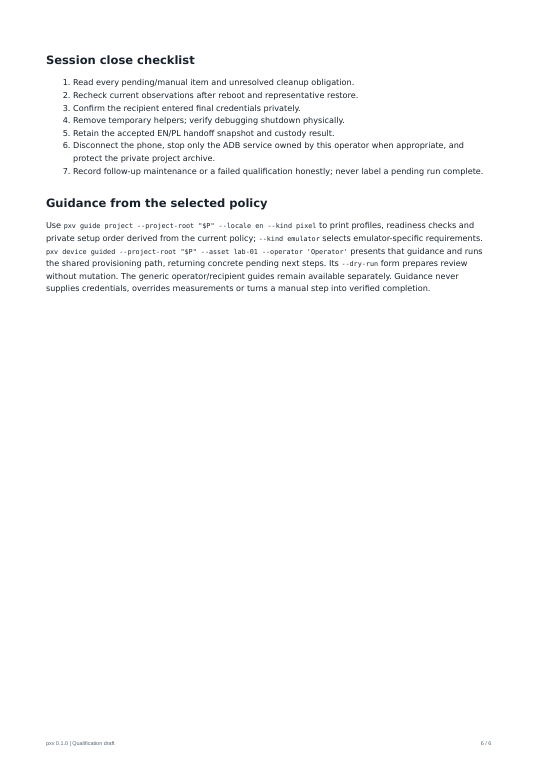 Session close checklist
1. Read every pending/manual item and unresolved cleanup obligation.
2. Recheck current observations after reboot and representative restore.
3. Confirm the recipient entered final credentials privately.
4. Remove temporary helpers; verify debugging shutdown physically.
5. Retain the accepted EN/PL handoff snapshot and custody result.
6. Disconnect the phone, stop only the ADB service owned by this operator when appropriate, and
protect the private project archive.
7. Record follow-up maintenance or a failed qualification honestly; never label a pending run complete.
Guidance from the selected policy
Use pxv guide project --project-root "$P" --locale en --kind pixel to print profiles, readiness checks and
private setup order derived from the current policy; --kind emulator selects emulator-specific requirements.
pxv device guided --project-root "$P" --asset lab-01 --operator 'Operator' presents that guidance and runs
the shared provisioning path, returning concrete pending next steps. Its --dry-run form prepares review
without mutation. The generic operator/recipient guides remain available separately. Guidance never
supplies credentials, overrides measurements or turns a manual step into verified completion.
pxv 0.1.0 | Qualification draft
6 / 6